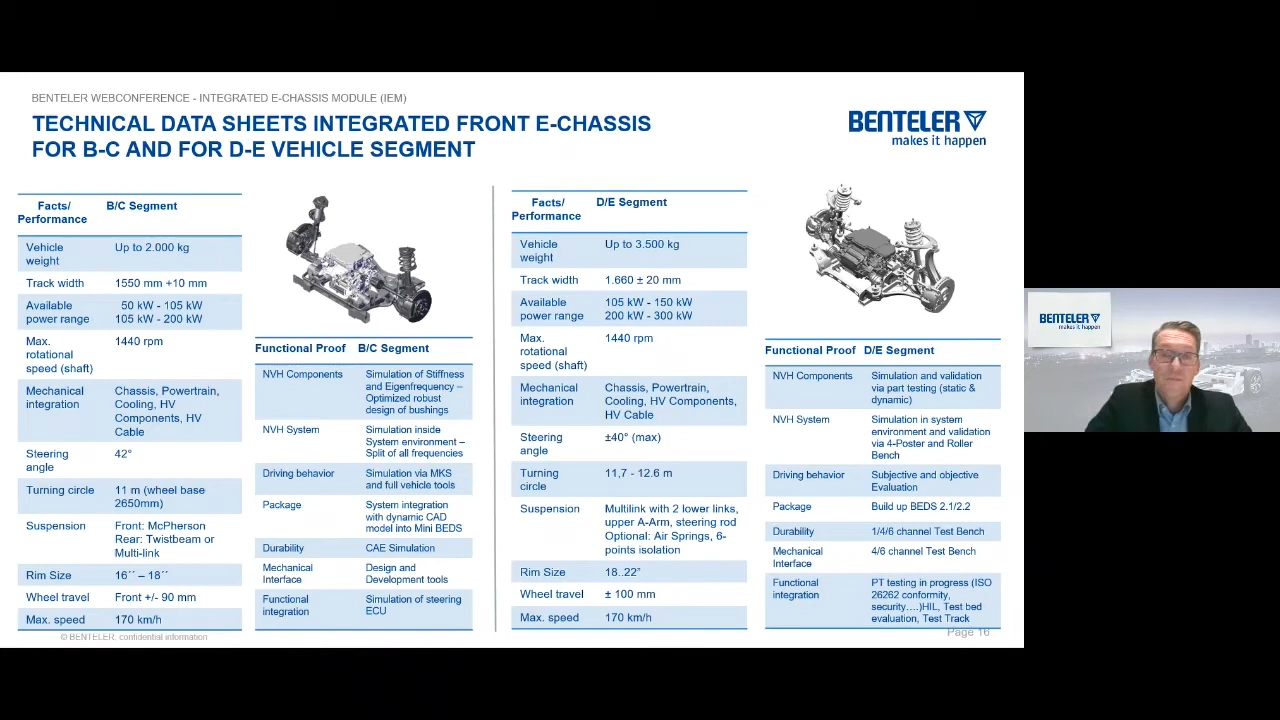 BENTELER WEBCONFERENCE - INTEGRATED E-CHASSIS MODULE (IEM)
TECHNICAL DATA SHEETS INTEGRATED FRONT E-CHASSIS
FOR B-C AND FOR D-E VEHICLE SEGMENT
BENTELER
makes it happen
Facts/ B/C Segment
Performance
Vehicle Up to 2.000 kg
weight
Track width 1550 mm +10 mm
Available 50 kW - 105 kW
power range 105 kW - 200 kW
Max. 1440 rpm
rotational
speed (shaft)
Mechanical Chassis, Powertrain,
integration Cooling, HV
Components, HV
Cable
Steering 42°
angle
Turning circle 11 m (wheel base
2650mm)
Suspension Front: McPherson
Rear: Twistbeam or
Multi-link
Rim Size 16´´ – 18´´
Wheel travel Front +/- 90 mm
Max. speed 170 km/h
Functional Proof B/C Segment
NVH Components Simulation of Stiffness
and Eigenfrequency –
Optimized robust
design of bushings
NVH System Simulation inside
System environment –
Split of all frequencies
Driving behavior Simulation via MKS
and full vehicle tools
Package System integration
with dynamic CAD
model into Mini BEDS
Durability CAE Simulation
Mechanical Design and
Interface Development tools
Functional Simulation of steering
integration ECU
Facts/ D/E Segment
Performance
Vehicle Up to 3.500 kg
weight
Track width 1.660 ± 20 mm
Available 105 kW - 150 kW
power range 200 kW - 300 kW
Max. 1440 rpm
rotational
speed (shaft)
Mechanical Chassis, Powertrain,
integration Cooling, HV Components,
HV Cable
Steering ±40° (max)
angle
Turning 11,7 - 12.6 m
circle
Suspension Multilink with 2 lower links,
upper A-Arm, steering rod
Optional: Air Springs, 6-
points isolation
Rim Size 18..22”
Wheel travel ± 100 mm
Max. speed 170 km/h
Functional Proof D/E Segment
NVH Components Simulation and validation
via part testing (static &
dynamic)
NVH System Simulation in system
environment and validation
via 4-Poster and Roller
Bench
Driving behavior Subjective and objective
Evaluation
Package Build up BEDS 2.1/2.2
Durability 1/4/6 channel Test Bench
Mechanical 4/6 channel Test Bench
Interface
Functional PT testing in progress (ISO
integration 26262 conformity,
security….)HIL, Test bed
evaluation, Test Track
© BENTELER, confidential information
Page 16
BENTELER
makes it happen